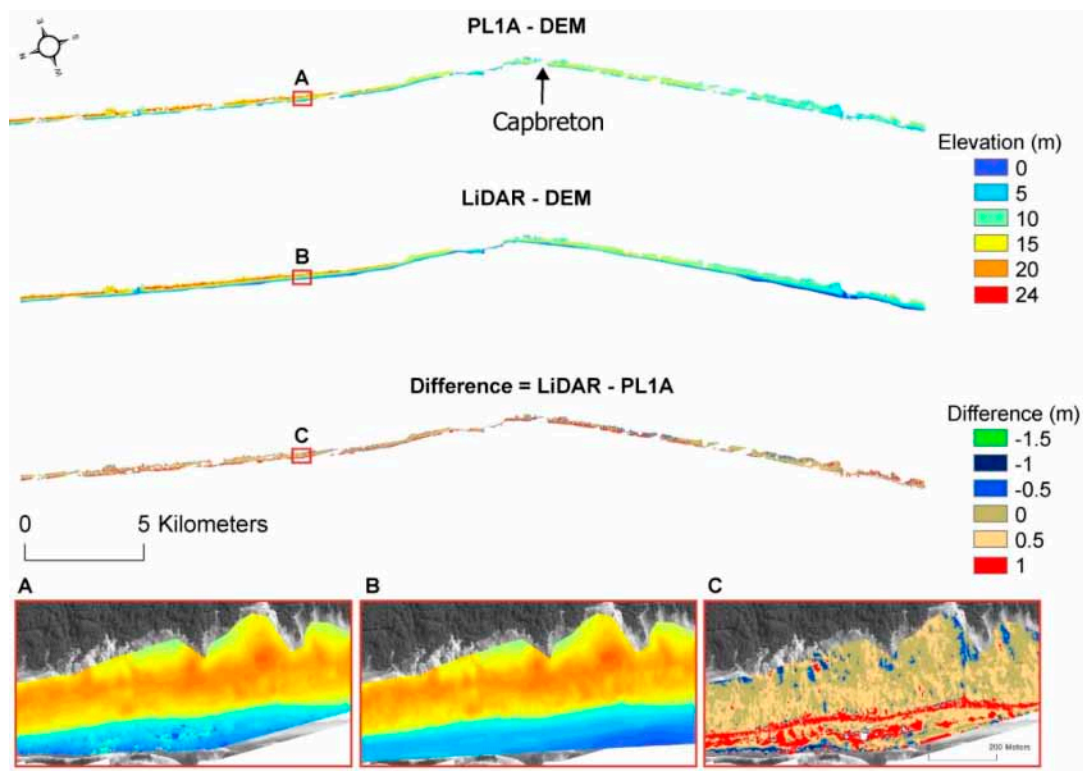 PL1A - DEM
N
S
N
M
A
Capbreton
Elevation (m)
0
5
10
15
20
24
LiDAR - DEM
B
Difference = LiDAR - PL1A
C
Difference (m)
-1.5
-1
-0.5
0
0.5
1
0 5 Kilometers
A B C
200 Meters